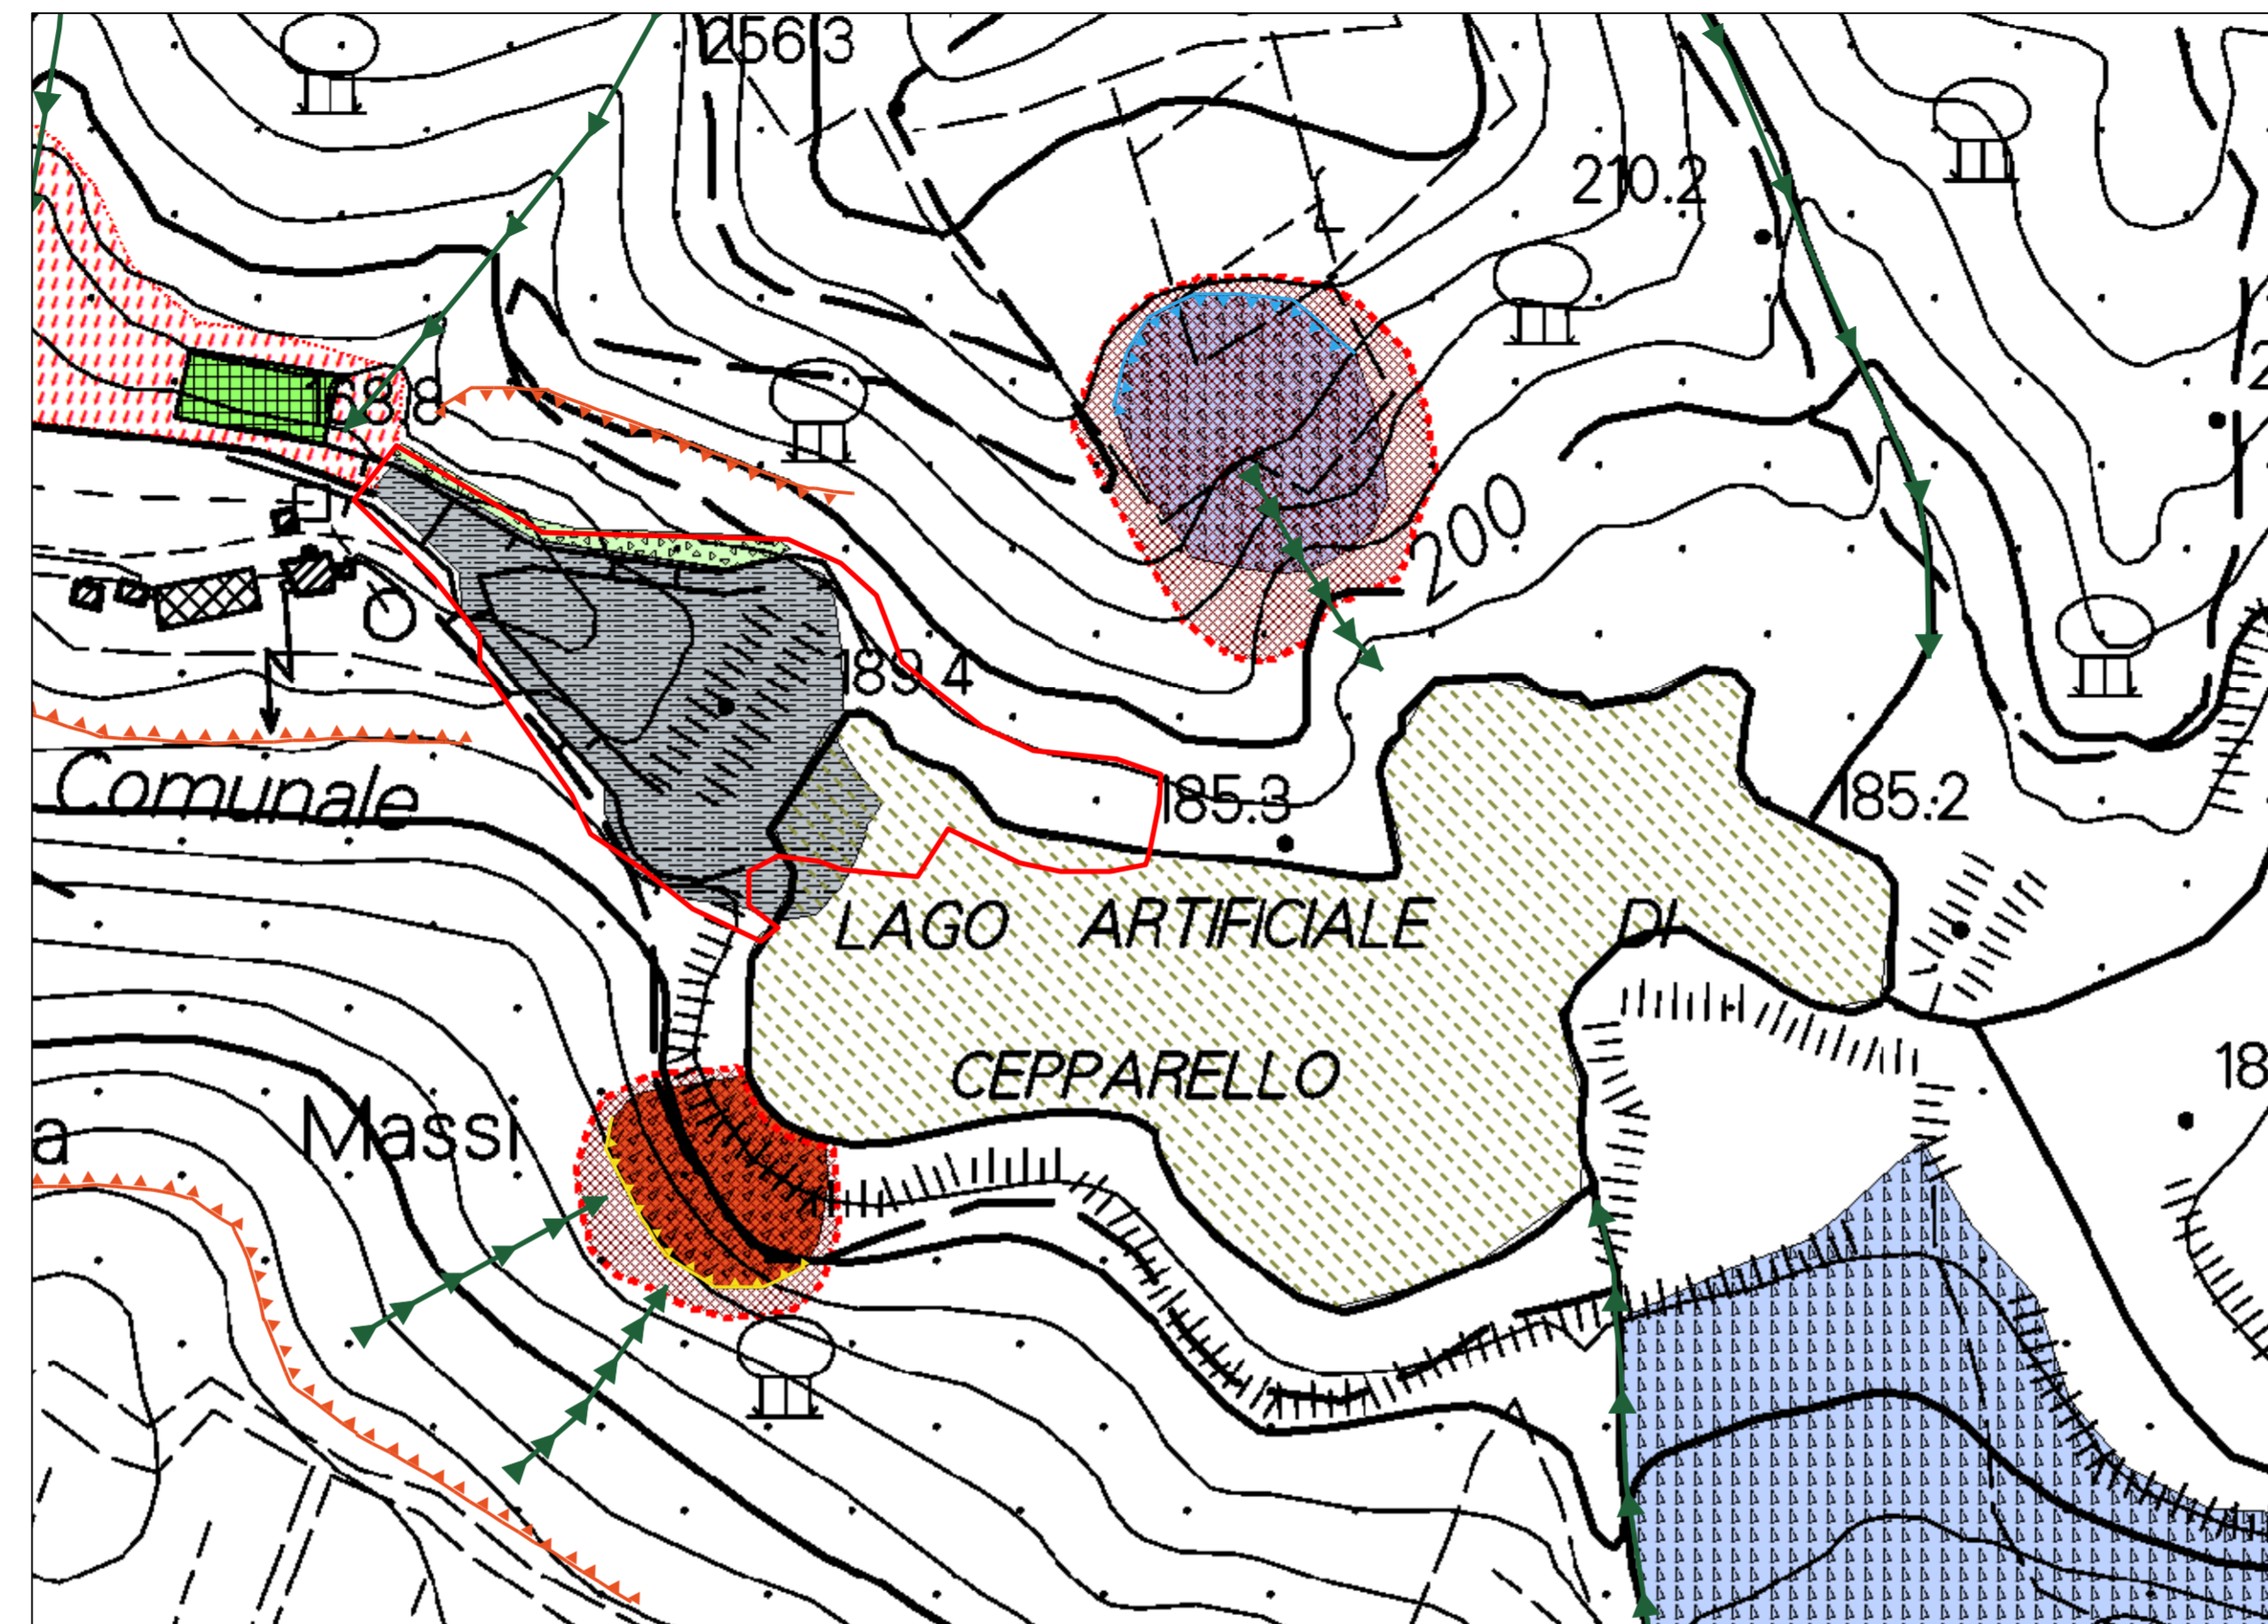 256.3
210.2
168.8
200
189.4
Comunale
185.3
185.2
LAGO ARTIFICIALE DI
CEPPARELLO
18
a Massi